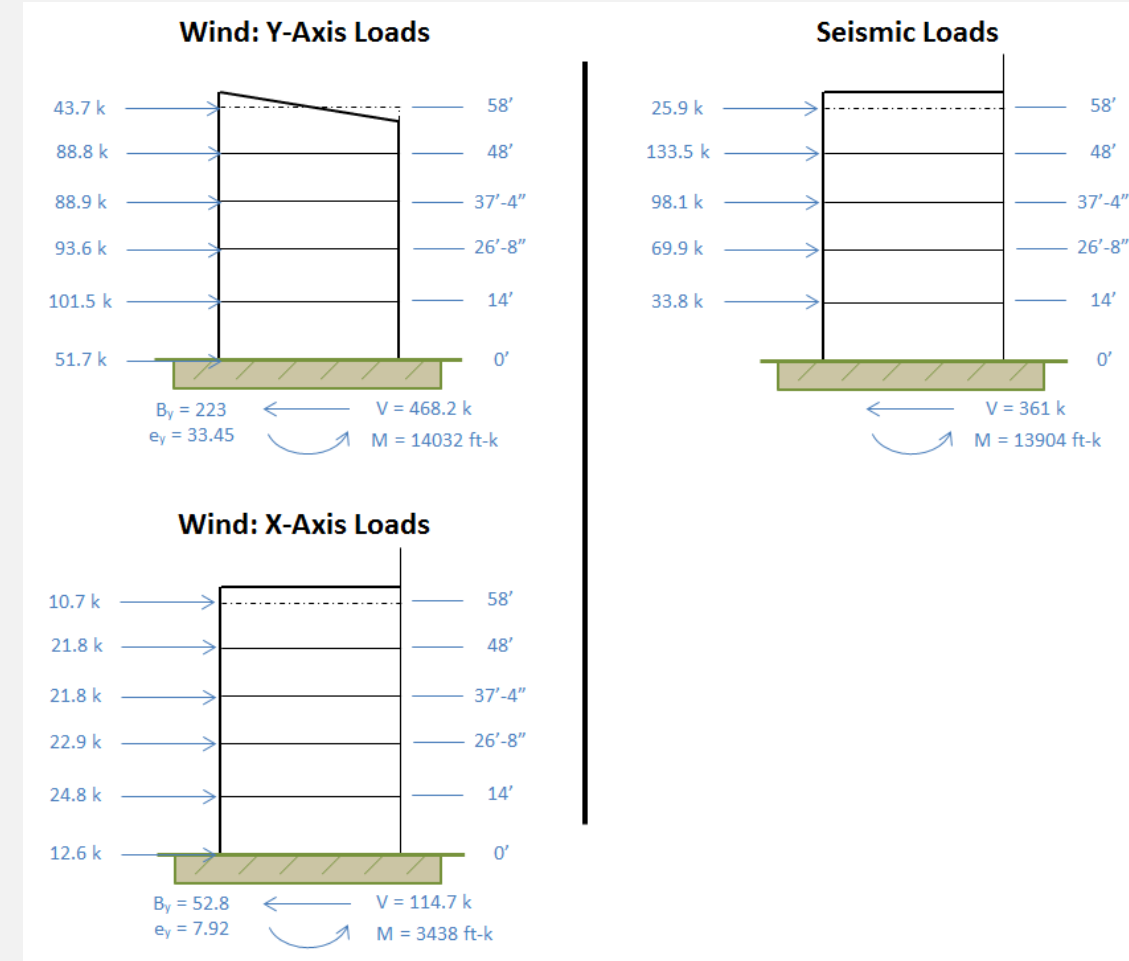 Wind: Y-Axis Loads
43.7 k
58’
88.8 k
48’
88.9 k
37’-4”
93.6 k
26’-8”
101.5 k
14’
51.7 k
0’
By = 223
V = 468.2 k
ey = 33.45
M = 14032 ft-k
Wind: X-Axis Loads
10.7 k
58’
21.8 k
48’
21.8 k
37’-4”
22.9 k
26’-8”
24.8 k
14’
12.6 k
0’
By = 52.8
V = 114.7 k
ey = 7.92
M = 3438 ft-k
Seismic Loads
25.9 k
58’
133.5 k
48’
98.1 k
37’-4”
69.9 k
26’-8”
33.8 k
14’
0’
V = 361 k
M = 13904 ft-k